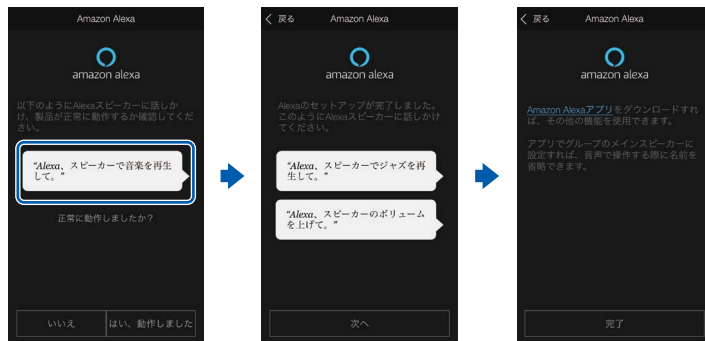 Amazon Alexa
amazon alexa
以下のようにAlexaスピーカーに話しか
け、製品が正常に動作するか確認してくだ
さい。
“Alexa、スピーカーで音楽を再生
して。”
正常に動作しましたか？
いいえ
はい、動作しました
戻る
Amazon Alexa
amazon alexa
Alexaのセットアップが完了しました。
このようにAlexaスピーカーに話しかけ
てください。
“Alexa、スピーカーでジャズを再
生して。”
“Alexa、スピーカーのボリューム
を上げて。”
次へ
戻る
Amazon Alexa
amazon alexa
Amazon Alexaアプリをダウンロードすれ
ば、その他の機能を使用できます。
アプリでグループのメインスピーカーに
設定すれば、音声で操作する際に名前を
省略できます。
完了